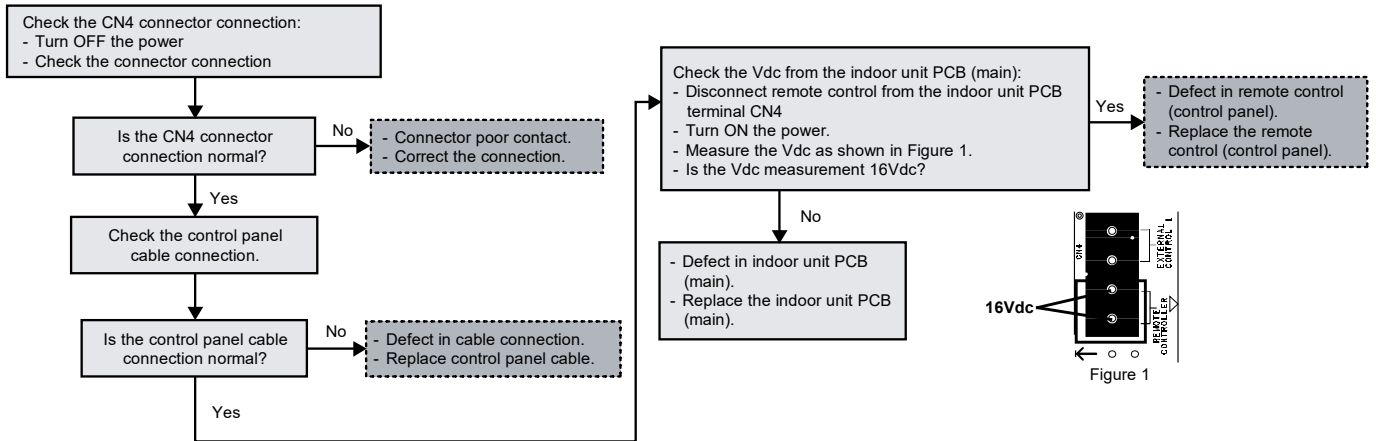 Check the CN4 connector connection:
- Turn OFF the power
- Check the connector connection
Is the CN4 connector
connection normal?
No
- Connector poor contact.
- Correct the connection.
Yes
Check the control panel
cable connection.
Is the control panel cable
connection normal?
No
- Defect in cable connection.
- Replace control panel cable.
Yes
Check the Vdc from the indoor unit PCB (main):
- Disconnect remote control from the indoor unit PCB
terminal CN4
- Turn ON the power.
- Measure the Vdc as shown in Figure 1.
- Is the Vdc measurement 16Vdc?
Yes
- Defect in remote control
(control panel).
- Replace the remote
control (control panel).
No
- Defect in indoor unit PCB
(main).
- Replace the indoor unit PCB
(main).
CN4
EXTERNAL
CONTROL 1
16Vdc
REMOTE
CONTROLLER
Figure 1